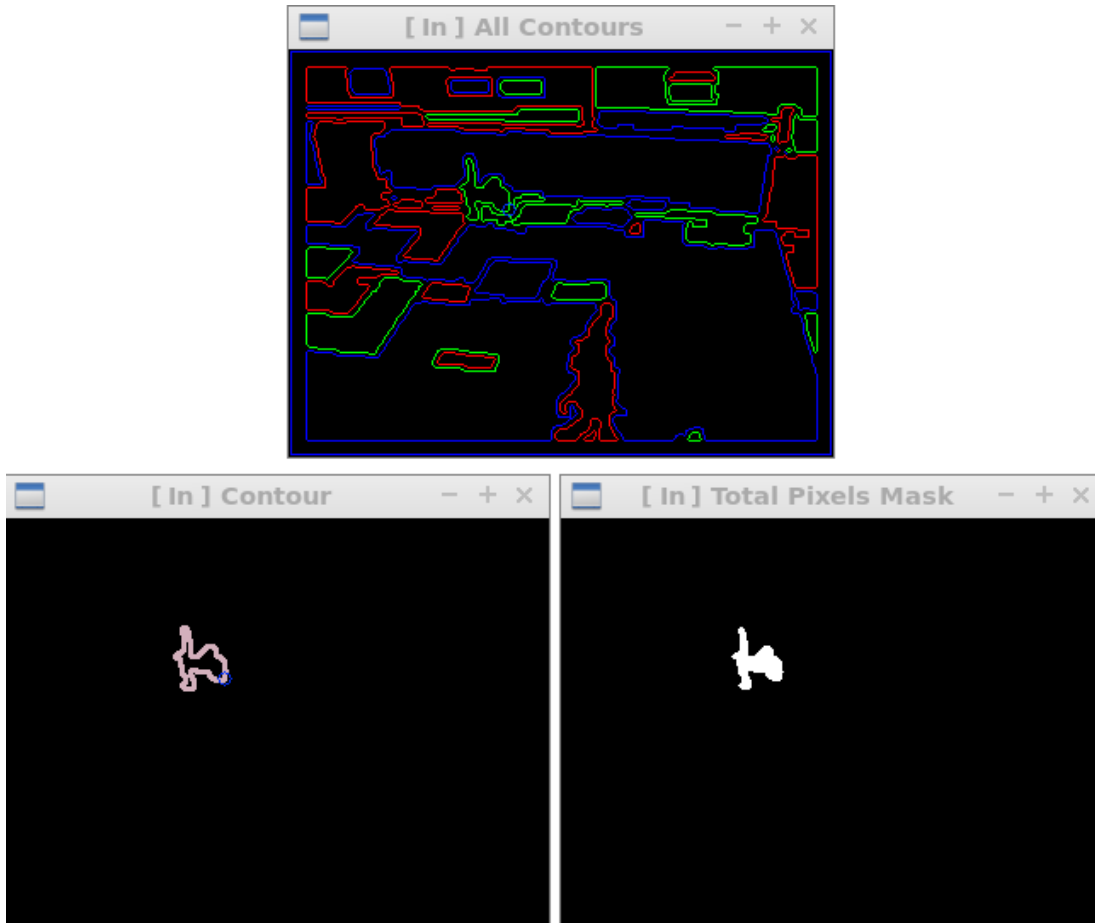 [ In ] All Contours
[ In ] Contour
[ In ] Total Pixels Mask